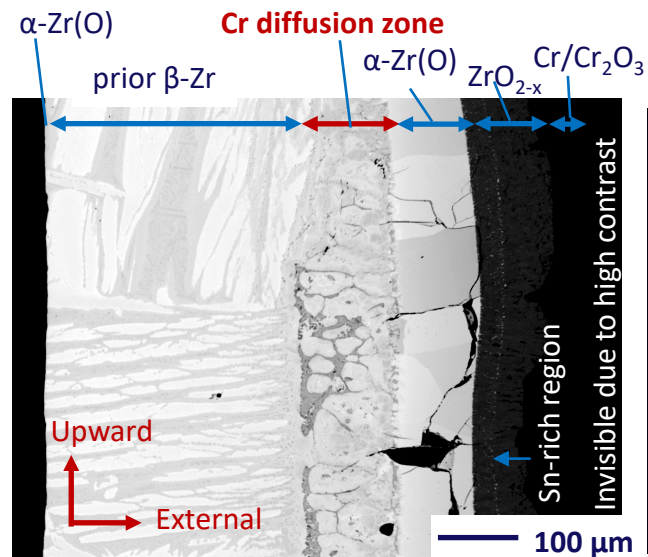 α-Zr(O)
Cr diffusion zone
prior β-Zr
α-Zr(O)
ZrO₂₋ₓ
Cr/Cr₂O₃
Invisible due to high contrast
Sn-rich region
Upward
External
100 µm